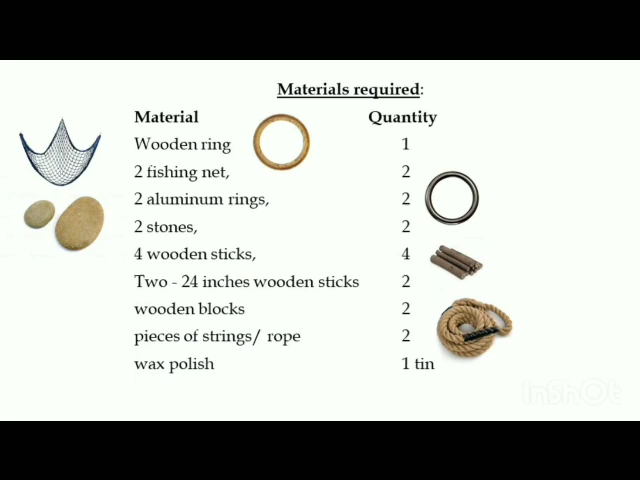 Materials required:
Material Quantity
Wooden ring 1
2 fishing net, 2
2 aluminum rings, 2
2 stones, 2
4 wooden sticks, 4
Two - 24 inches wooden sticks 2
wooden blocks 2
pieces of strings/ rope 2
wax polish 1 tin
InShOt